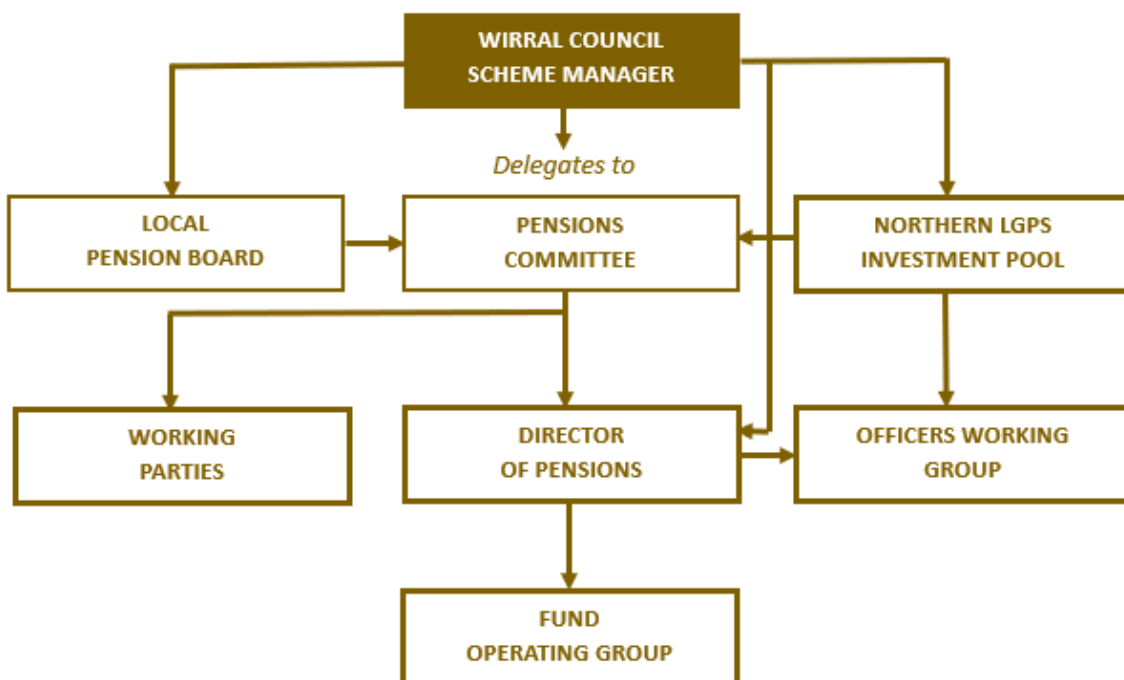 WIRRAL COUNCIL
SCHEME MANAGER
Delegates to
LOCAL
PENSION BOARD
PENSIONS
COMMITTEE
NORTHERN LGPS
INVESTMENT POOL
WORKING
PARTIES
DIRECTOR
OF PENSIONS
OFFICERS WORKING
GROUP
FUND
OPERATING GROUP